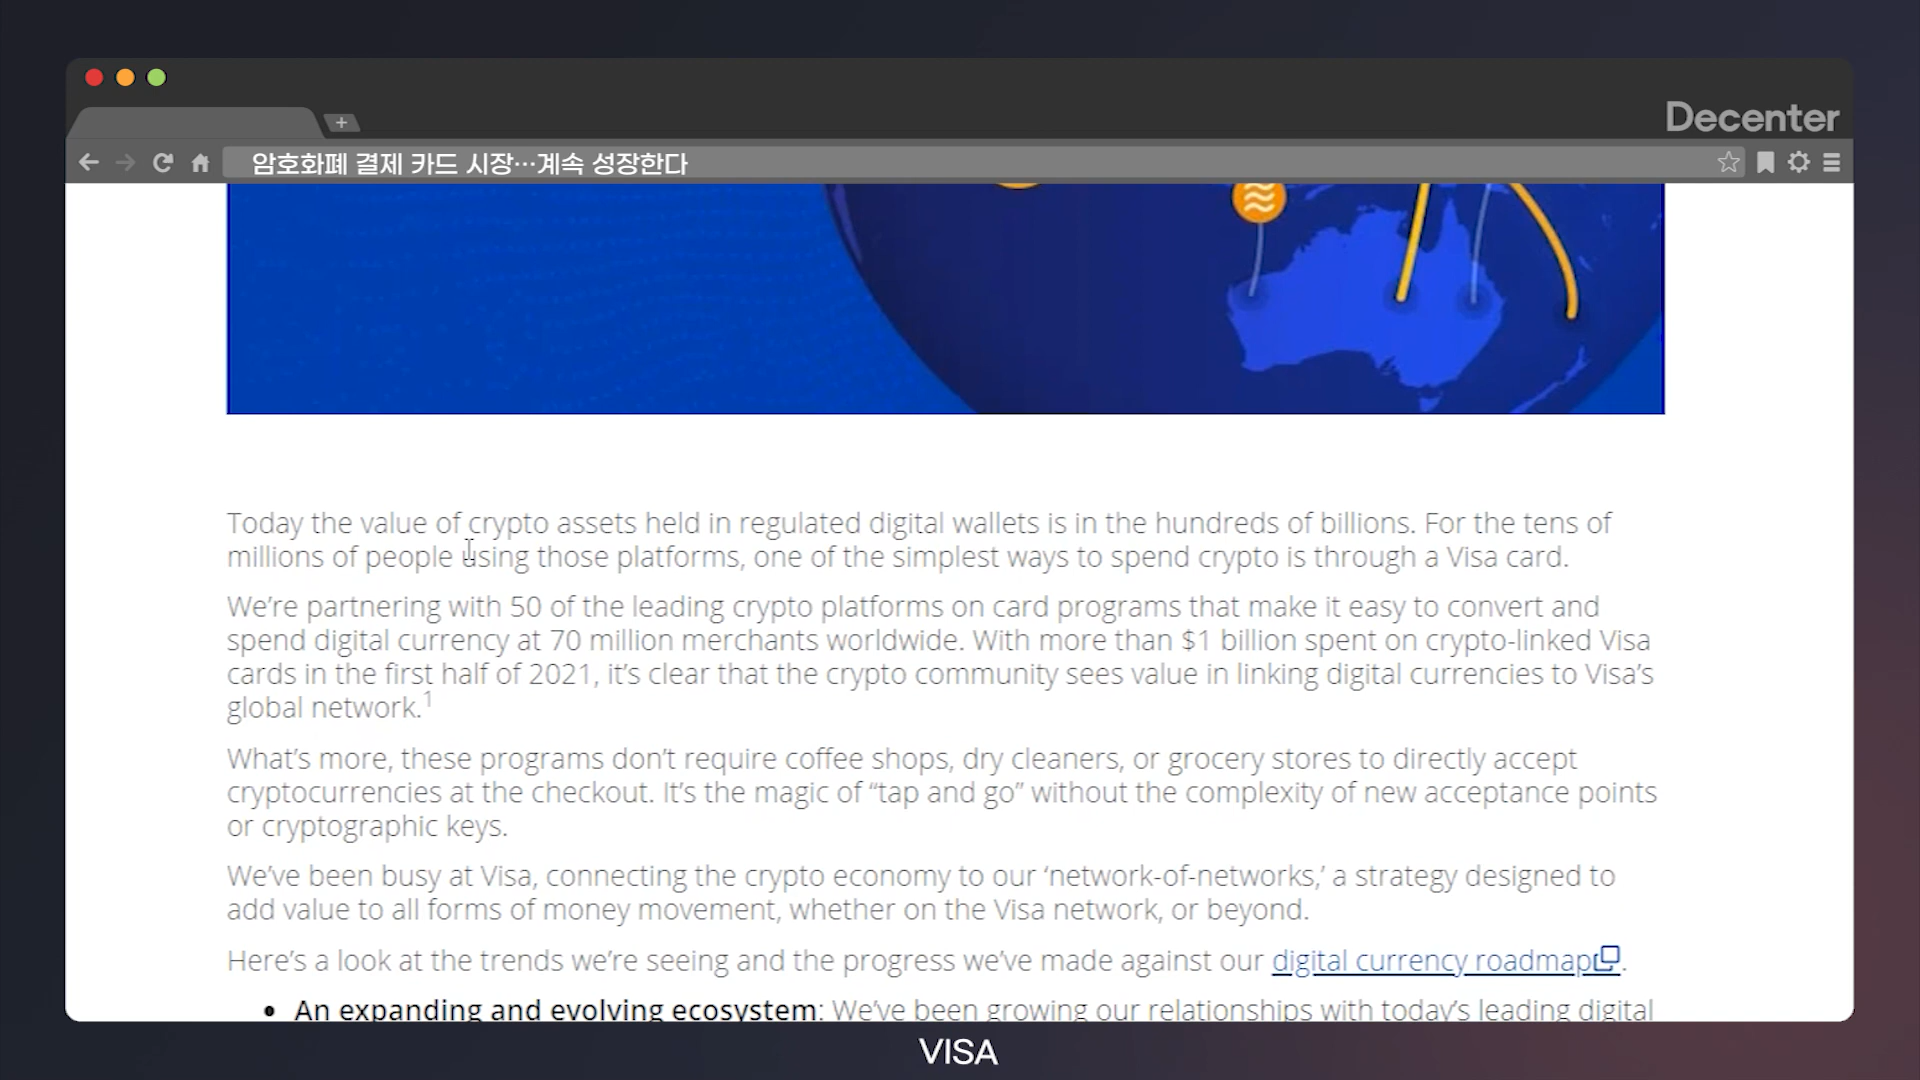 Decenter
암호화폐 결제 카드 시장…계속 성장한다
Today the value of crypto assets held in regulated digital wallets is in the hundreds of billions. For the tens of
millions of people using those platforms, one of the simplest ways to spend crypto is through a Visa card.
We’re partnering with 50 of the leading crypto platforms on card programs that make it easy to convert and
spend digital currency at 70 million merchants worldwide. With more than $1 billion spent on crypto-linked Visa
cards in the first half of 2021, it’s clear that the crypto community sees value in linking digital currencies to Visa’s
global network.1
What’s more, these programs don’t require coffee shops, dry cleaners, or grocery stores to directly accept
cryptocurrencies at the checkout. It’s the magic of “tap and go” without the complexity of new acceptance points
or cryptographic keys.
We’ve been busy at Visa, connecting the crypto economy to our ‘network-of-networks,’ a strategy designed to
add value to all forms of money movement, whether on the Visa network, or beyond.
Here’s a look at the trends we’re seeing and the progress we’ve made against our digital currency roadmap.
• An expanding and evolving ecosystem: We’ve been growing our relationships with today’s leading digital
VISA